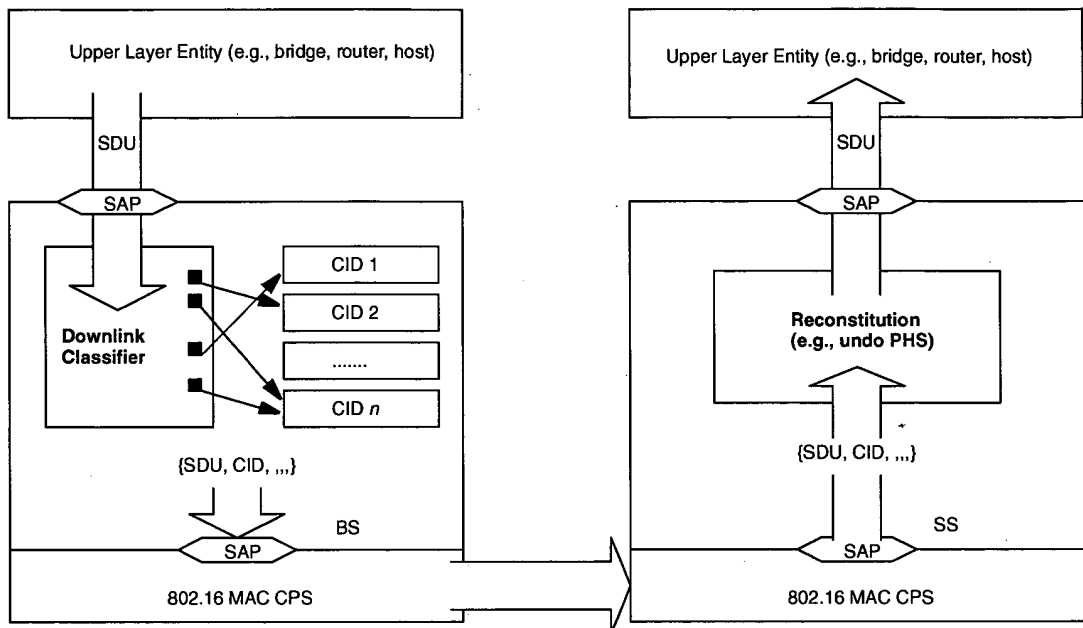 Upper Layer Entity (e.g., bridge, router, host)
SDU
SAP
Downlink
Classifier
CID 1
CID 2
.......
CID n
{SDU, CID, ,,,}
BS
SAP
802.16 MAC CPS
Upper Layer Entity (e.g., bridge, router, host)
SDU
SAP
Reconstitution
(e.g., undo PHS)
{SDU, CID, ,,,}
SS
SAP
802.16 MAC CPS